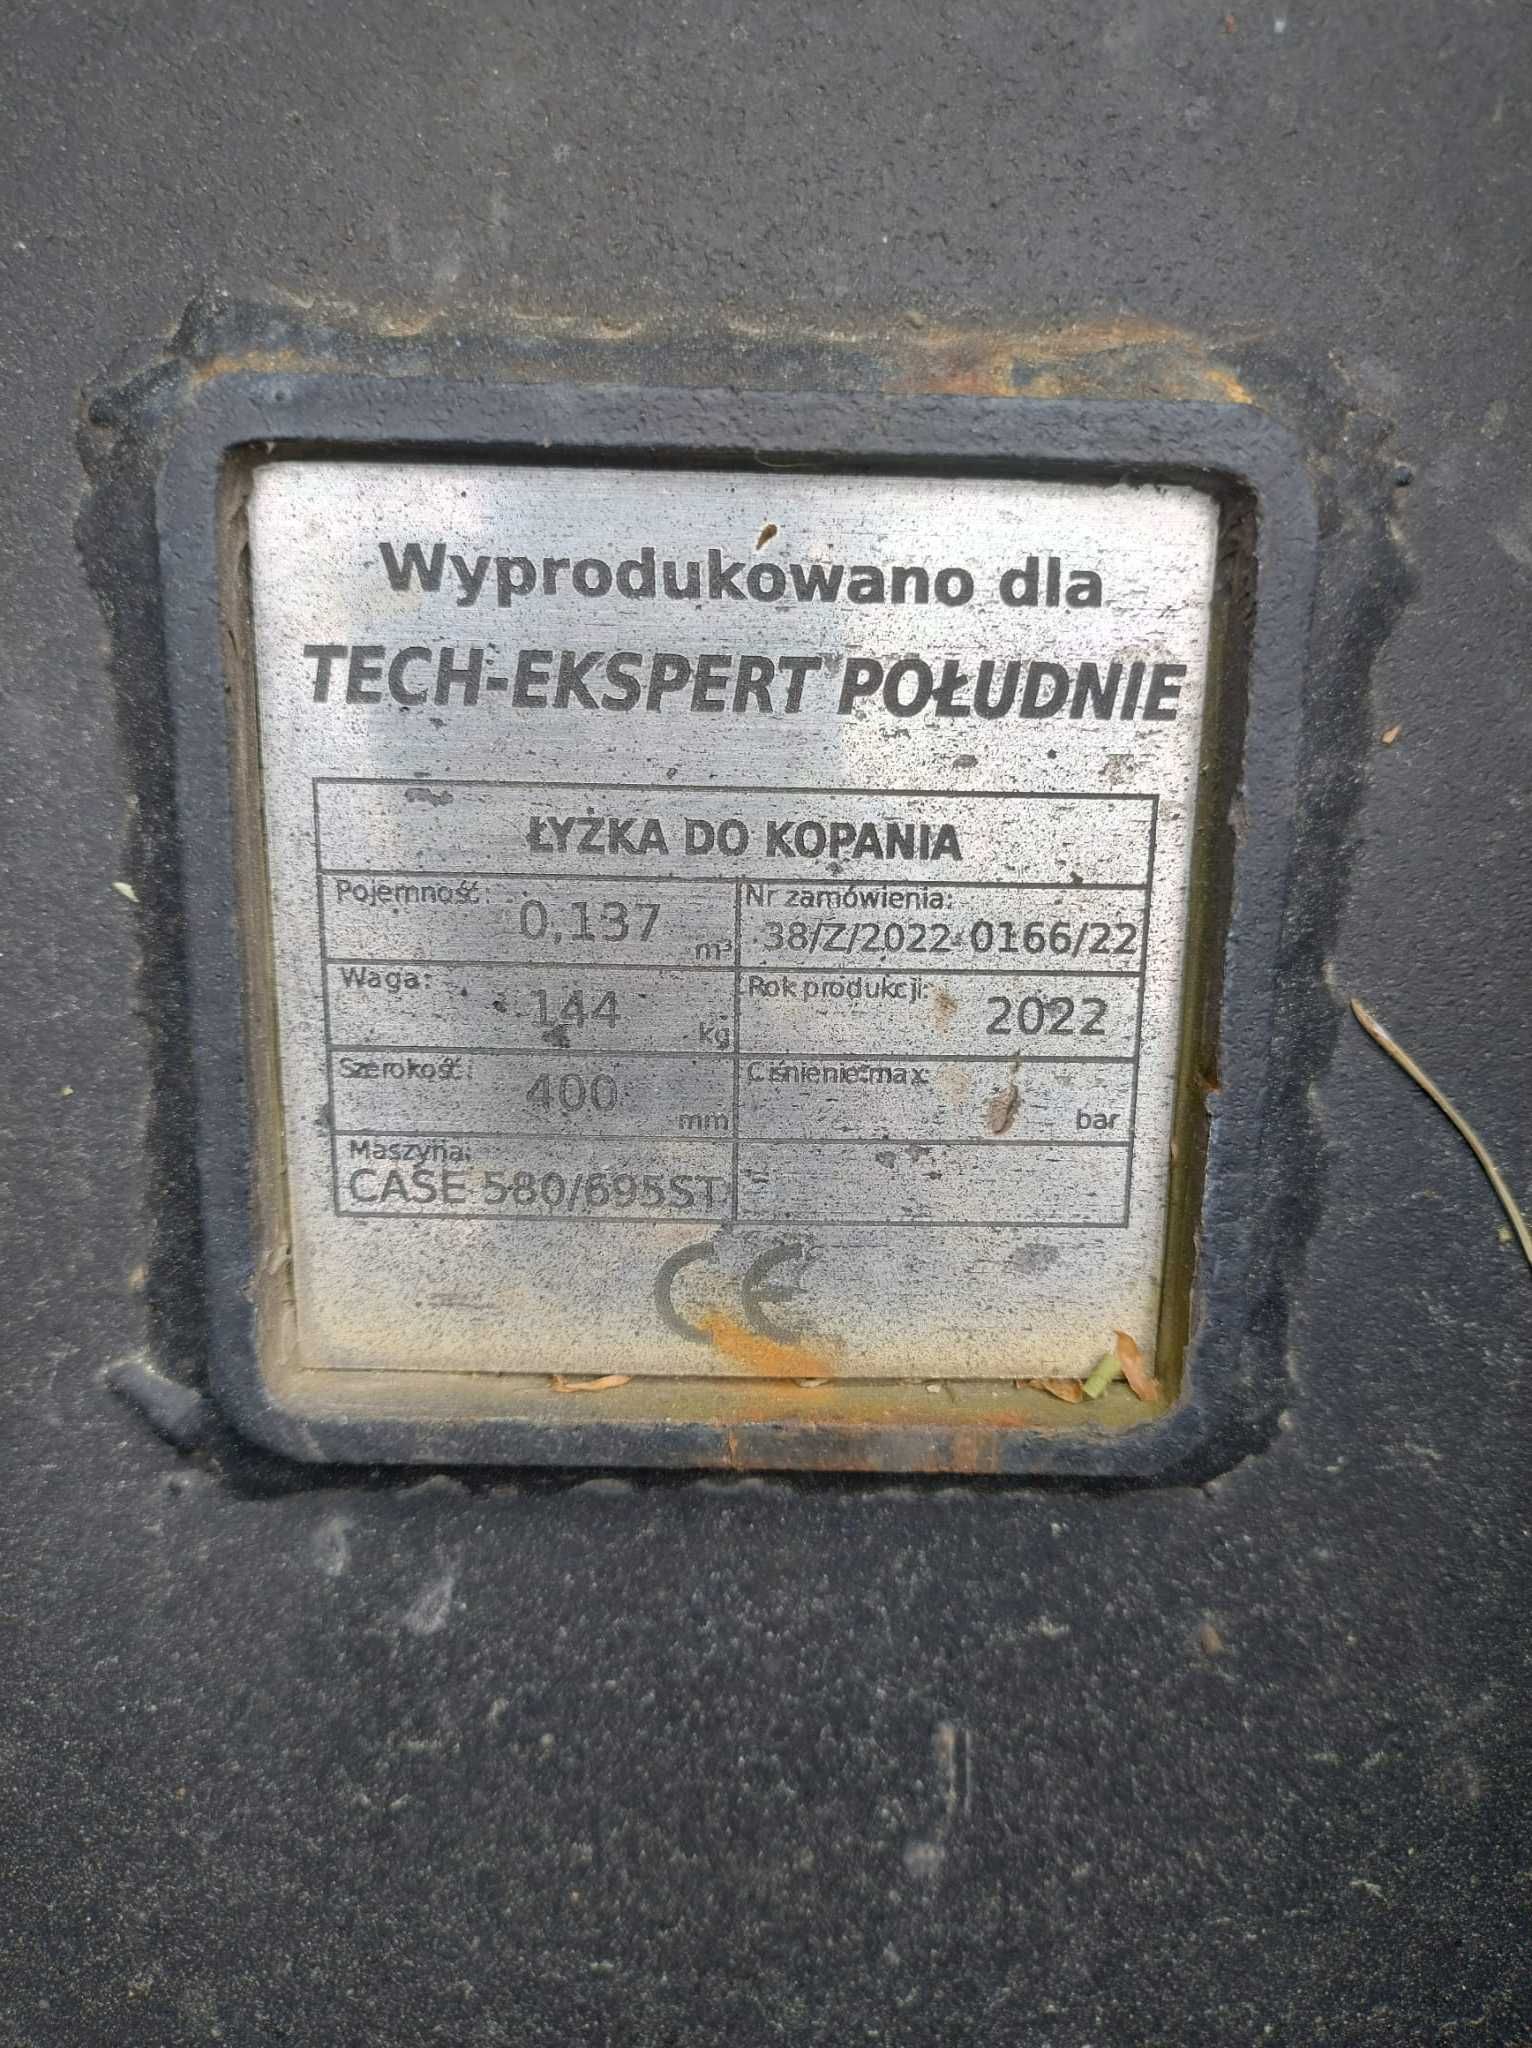 Wyprodukowano dla
TECH-EKSPERT POŁUDNIE
ŁYŻKA DO KOPANIA
Pojemność: 0,137 m³
Nr zamówienia: 38/Z/2022 0166/22
Waga: 144 kg
Rok produkcji: 2022
Szerokość: 400 mm
Ciśnienie max: bar
Maszyna:
CASE 580/695ST
CE